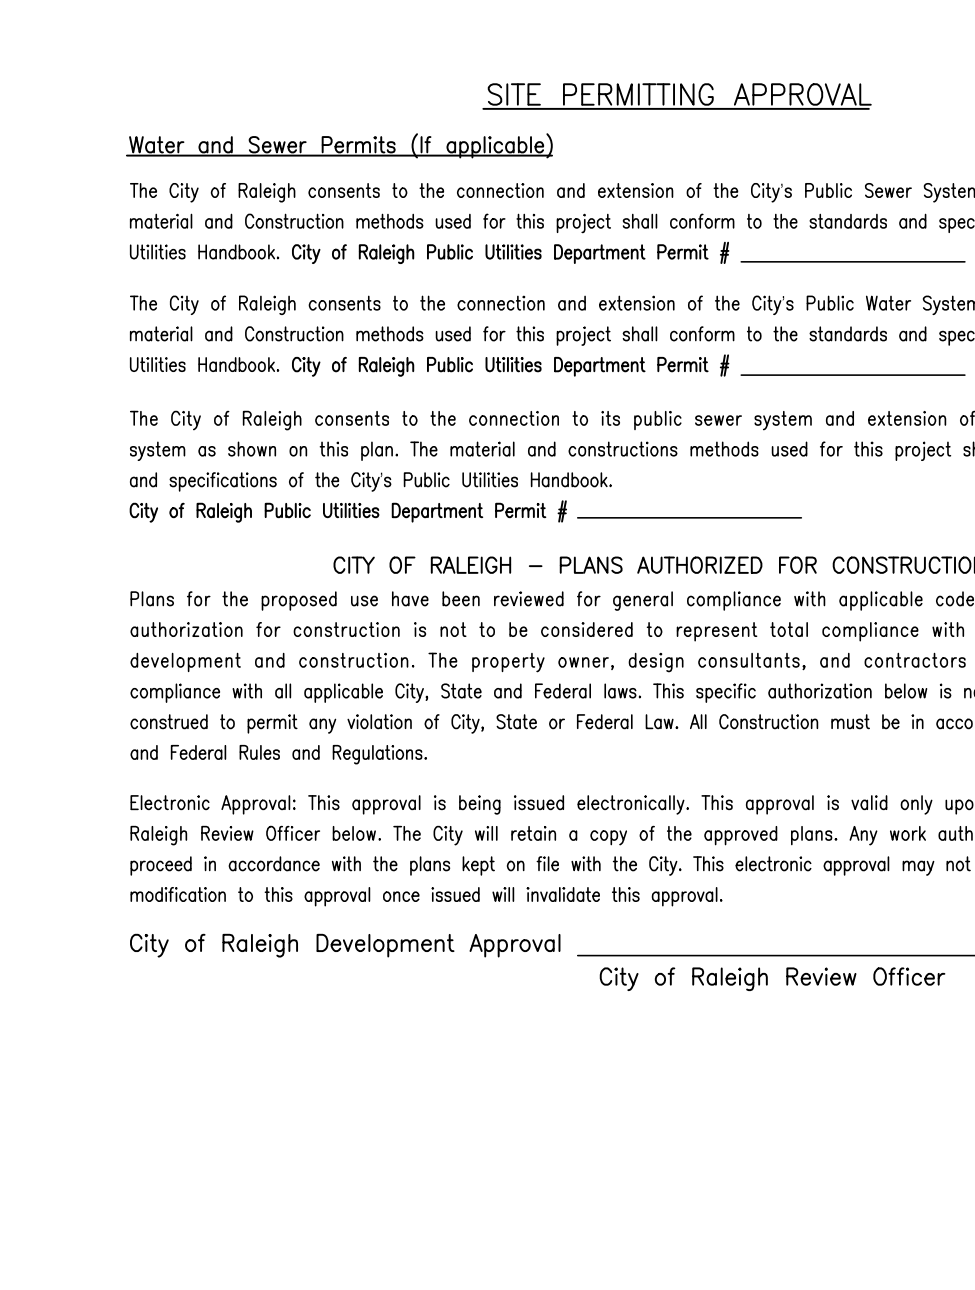 SITE PERMITTING APPROVAL
Water and Sewer Permits (If applicable)
The City of Raleigh consents to the connection and extension of the City's Public Sewer System
material and Construction methods used for this project shall conform to the standards and spec
Utilities Handbook. City of Raleigh Public Utilities Department Permit # ____________________
The City of Raleigh consents to the connection and extension of the City's Public Water System
material and Construction methods used for this project shall conform to the standards and spec
Utilities Handbook. City of Raleigh Public Utilities Department Permit # ____________________
The City of Raleigh consents to the connection to its public sewer system and extension of
system as shown on this plan. The material and constructions methods used for this project sh
and specifications of the City's Public Utilities Handbook.
City of Raleigh Public Utilities Department Permit # ____________________
CITY OF RALEIGH – PLANS AUTHORIZED FOR CONSTRUCTION
Plans for the proposed use have been reviewed for general compliance with applicable code
authorization for construction is not to be considered to represent total compliance with
development and construction. The property owner, design consultants, and contractors
compliance with all applicable City, State and Federal laws. This specific authorization below is no
construed to permit any violation of City, State or Federal Law. All Construction must be in acco
and Federal Rules and Regulations.
Electronic Approval: This approval is being issued electronically. This approval is valid only upo
Raleigh Review Officer below. The City will retain a copy of the approved plans. Any work auth
proceed in accordance with the plans kept on file with the City. This electronic approval may not
modification to this approval once issued will invalidate this approval.
City of Raleigh Development Approval ____________________
City of Raleigh Review Officer